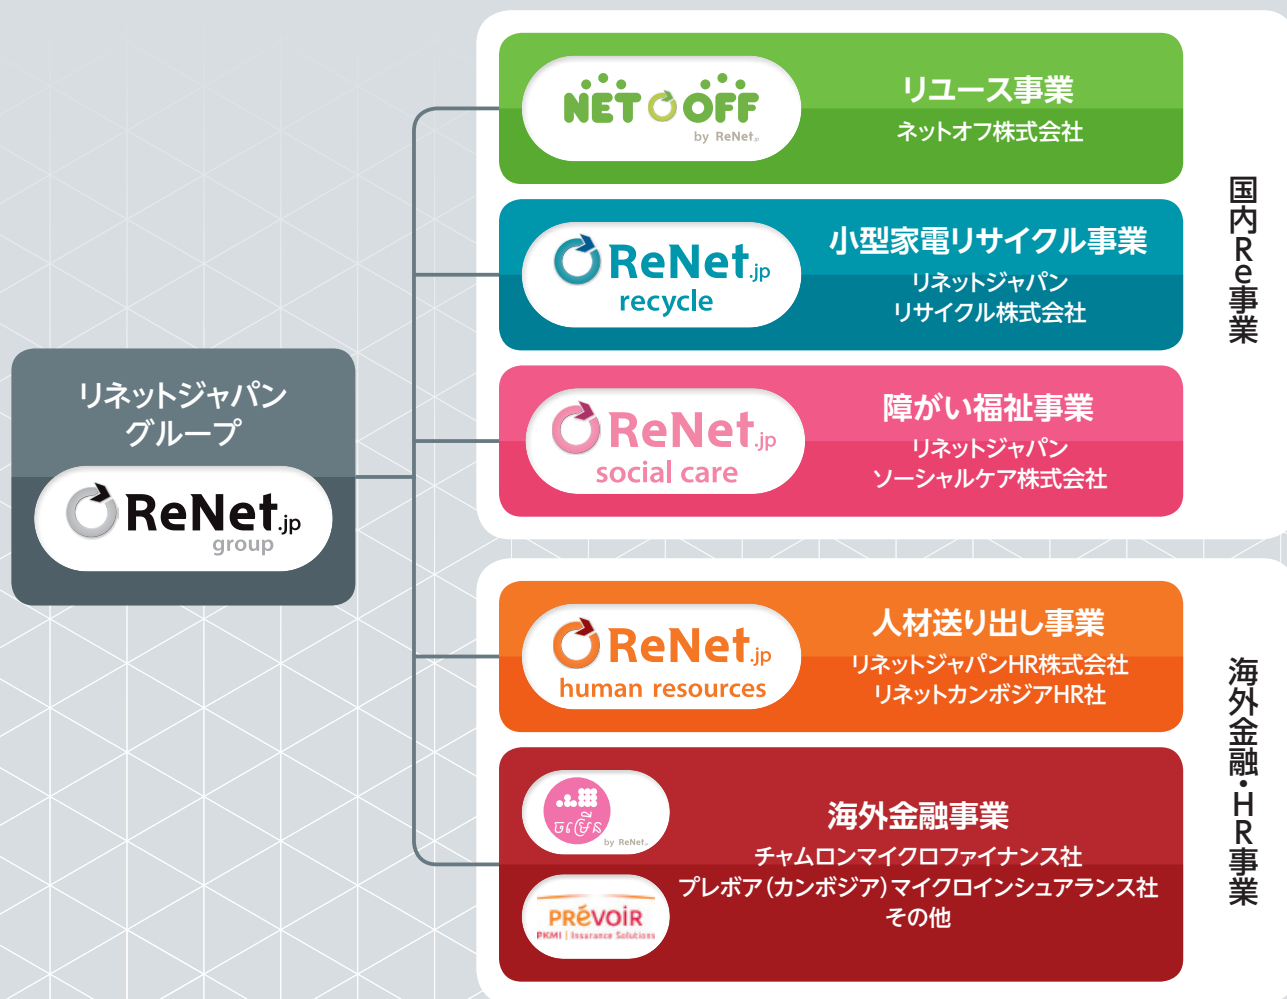 リネットジャパン
グループ
ReNet.jp
group
国内Re事業
NET OFF
by ReNet.jp
リユース事業
ネットオフ株式会社
ReNet.jp
recycle
小型家電リサイクル事業
リネットジャパン
リサイクル株式会社
ReNet.jp
social care
障がい福祉事業
リネットジャパン
ソーシャルケア株式会社
海外金融・HR事業
ReNet.jp
human resources
人材送り出し事業
リネットジャパンHR株式会社
リネットカンボジアHR社
ចម្រើន
by ReNet.jp
PRÉVOIR
PKMI | Insurance Solutions
海外金融事業
チャムロンマイクロファイナンス社
プレボア(カンボジア)マイクロインシュアランス社
その他